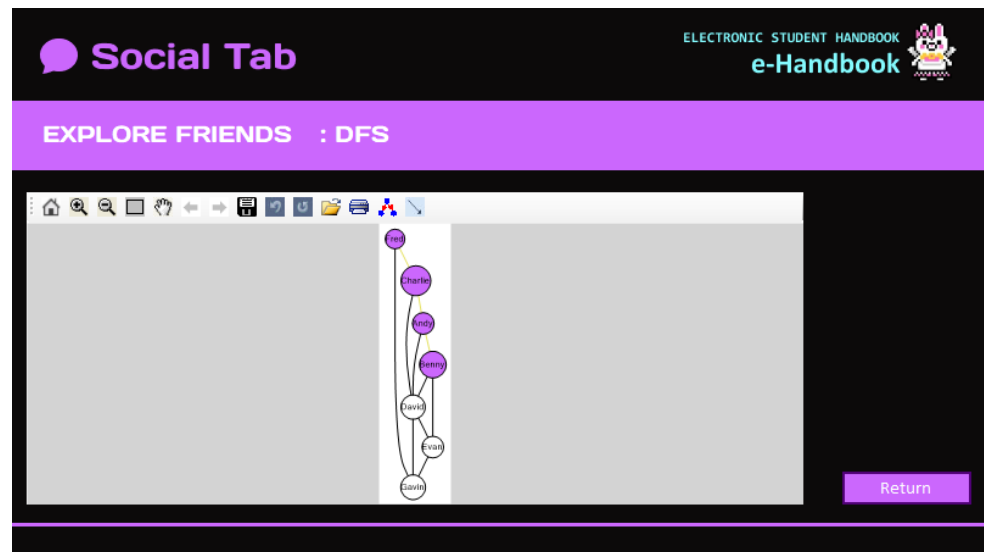 Social Tab
ELECTRONIC STUDENT HANDBOOK
e-Handbook
EXPLORE FRIENDS : DFS
Fred
Charlie
Andy
Benny
David
Evan
Gavin
Return